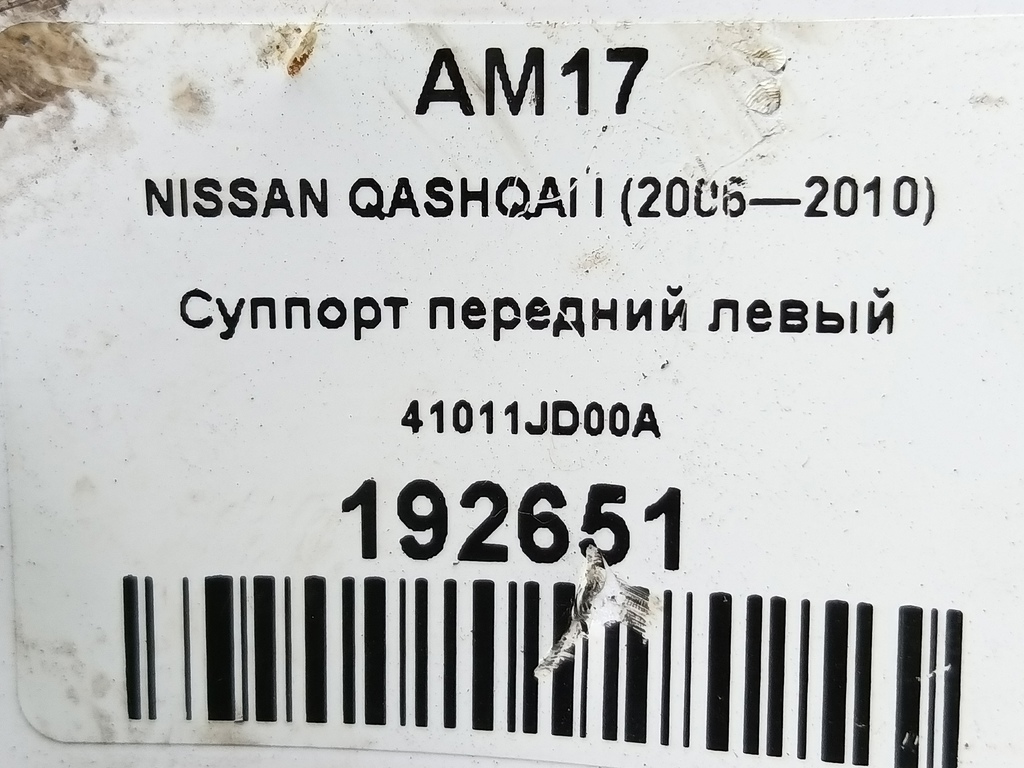 AM17
NISSAN QASHQAI I (2006—2010)
Суппорт передний левый
41011JD00A
192651